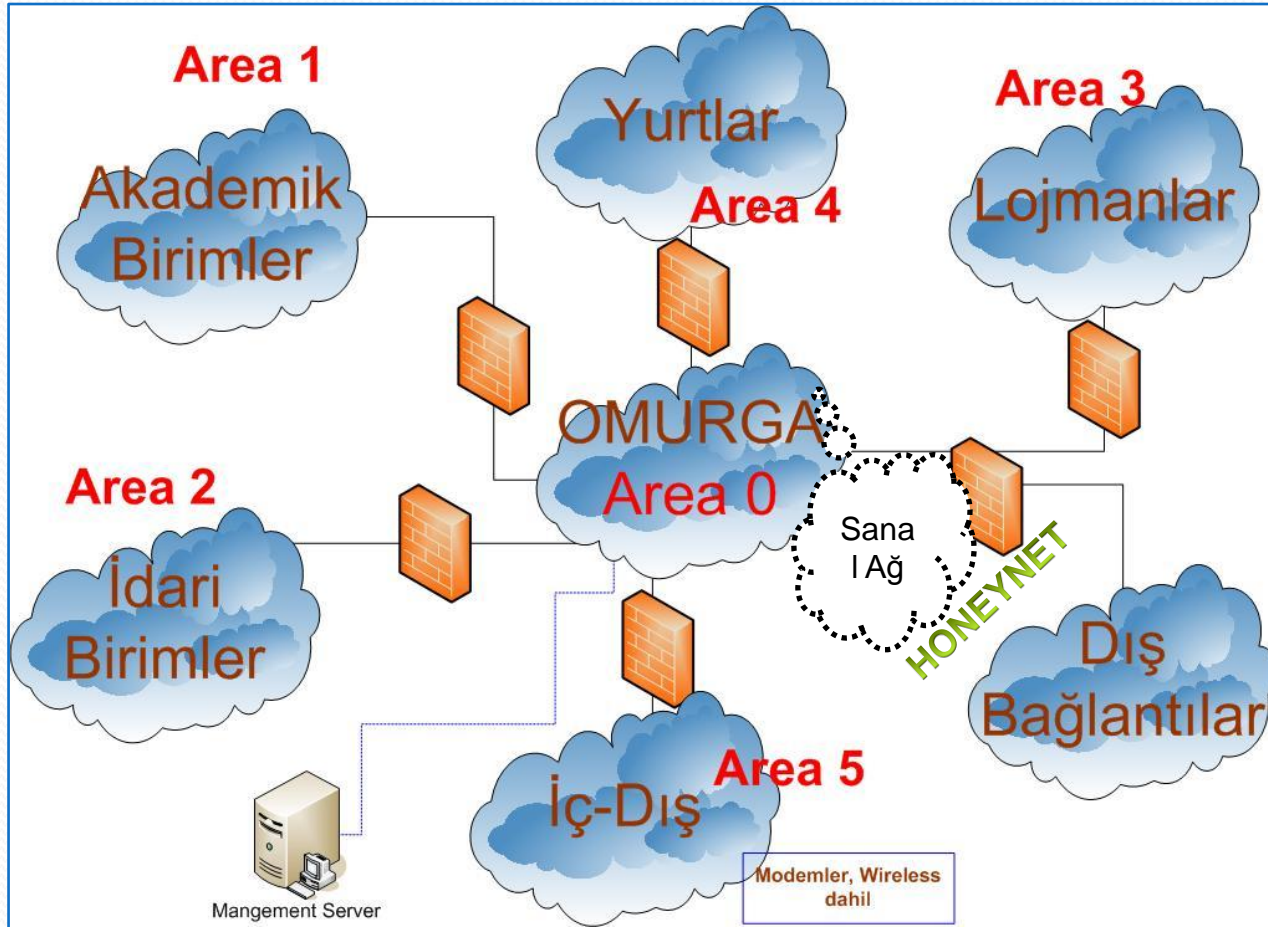 Area 1
Akademik
Birimler
Yurtlar
Area 4
Area 3
Lojmanlar
OMURGA
Area 0
Area 2
İdari
Birimler
Sana
l Ağ
HONEYNET
Dış
Bağlantılar
İç-Dış
Area 5
Modemler, Wireless
dahil
Mangement Server